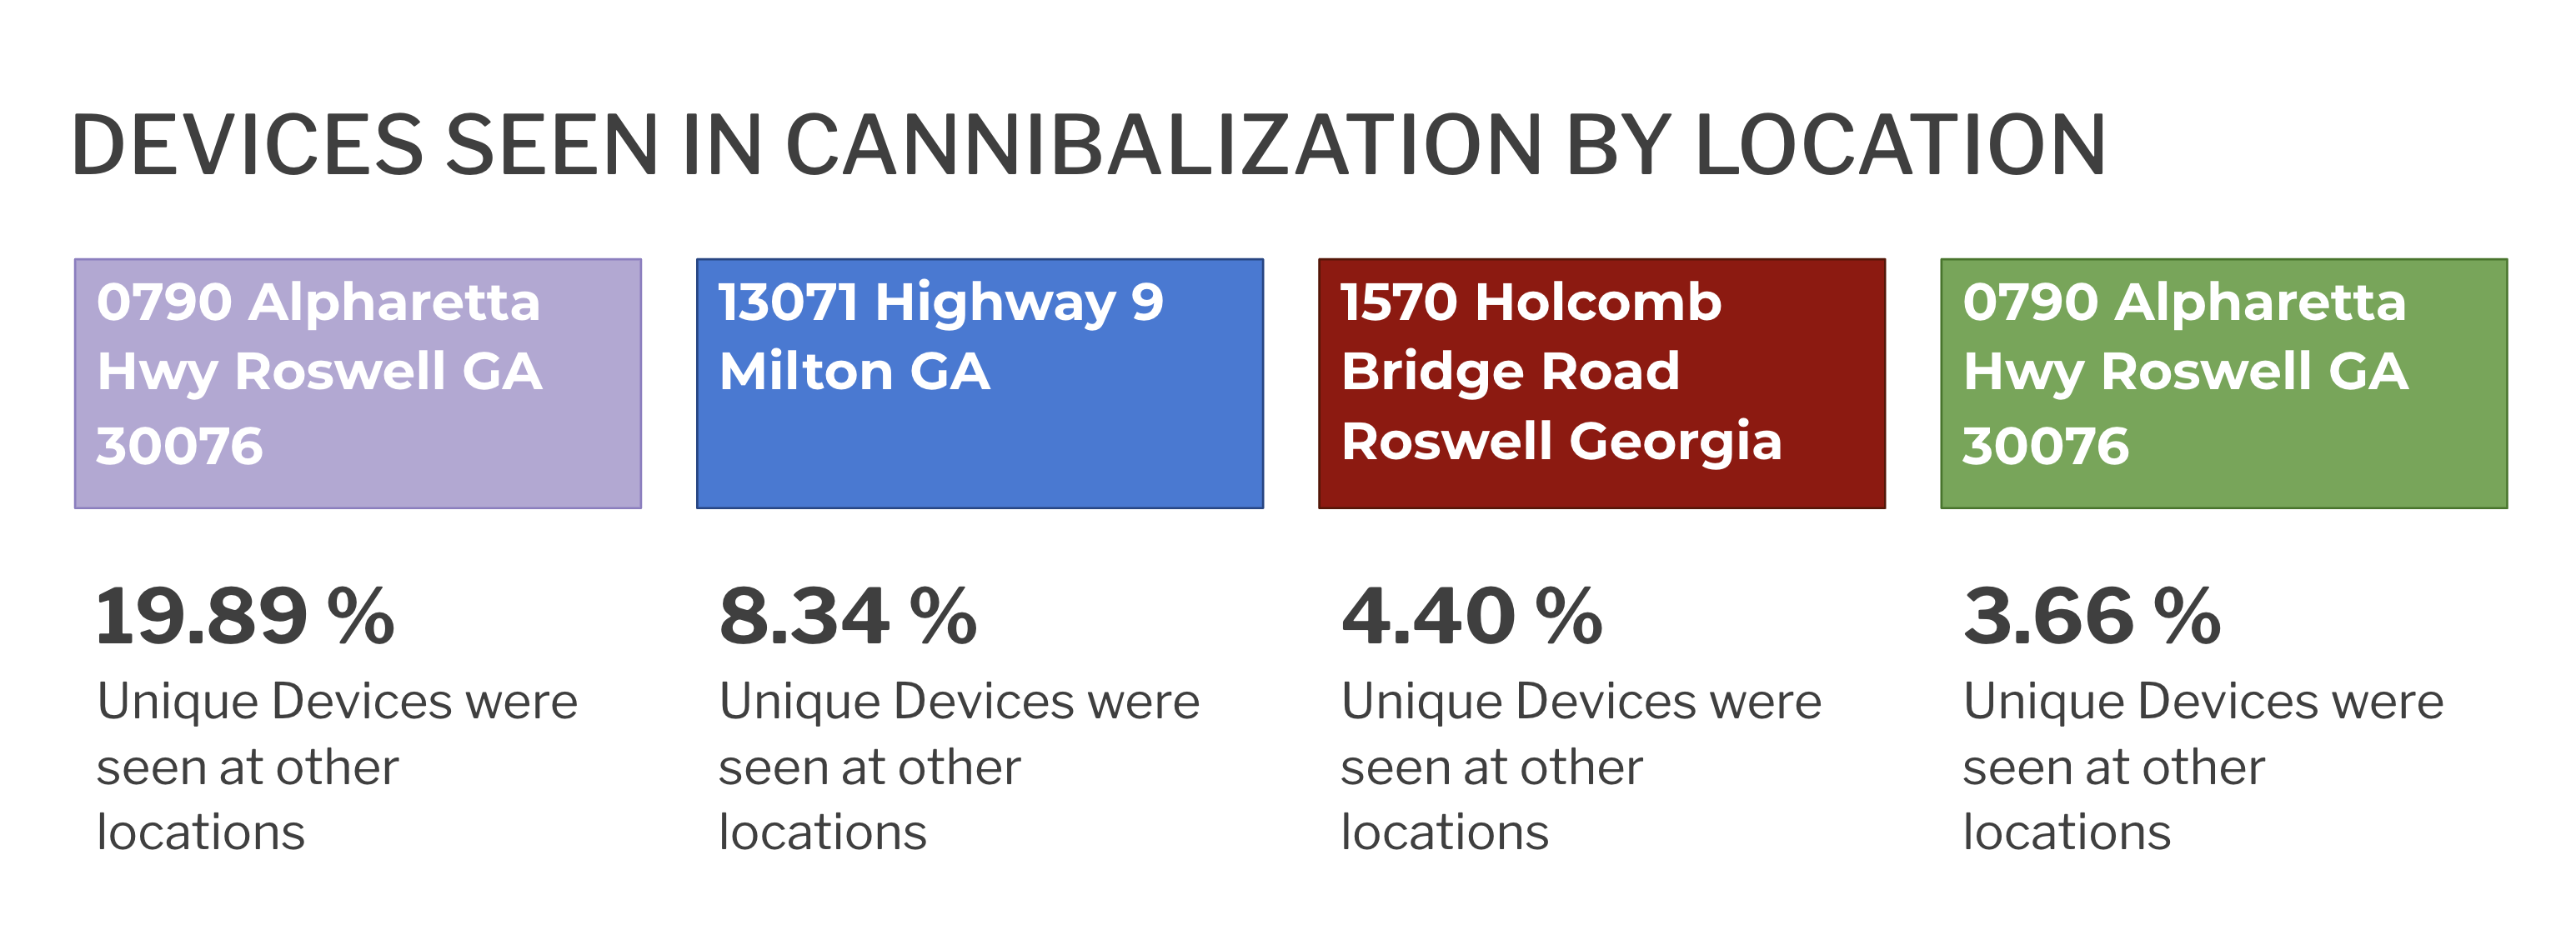 DEVICES SEEN IN CANNIBALIZATION BY LOCATION
0790 Alpharetta
Hwy Roswell GA
30076
19.89 %
Unique Devices were
seen at other
locations
13071 Highway 9
Milton GA
8.34 %
Unique Devices were
seen at other
locations
1570 Holcomb
Bridge Road
Roswell Georgia
4.40 %
Unique Devices were
seen at other
locations
0790 Alpharetta
Hwy Roswell GA
30076
3.66 %
Unique Devices were
seen at other
locations